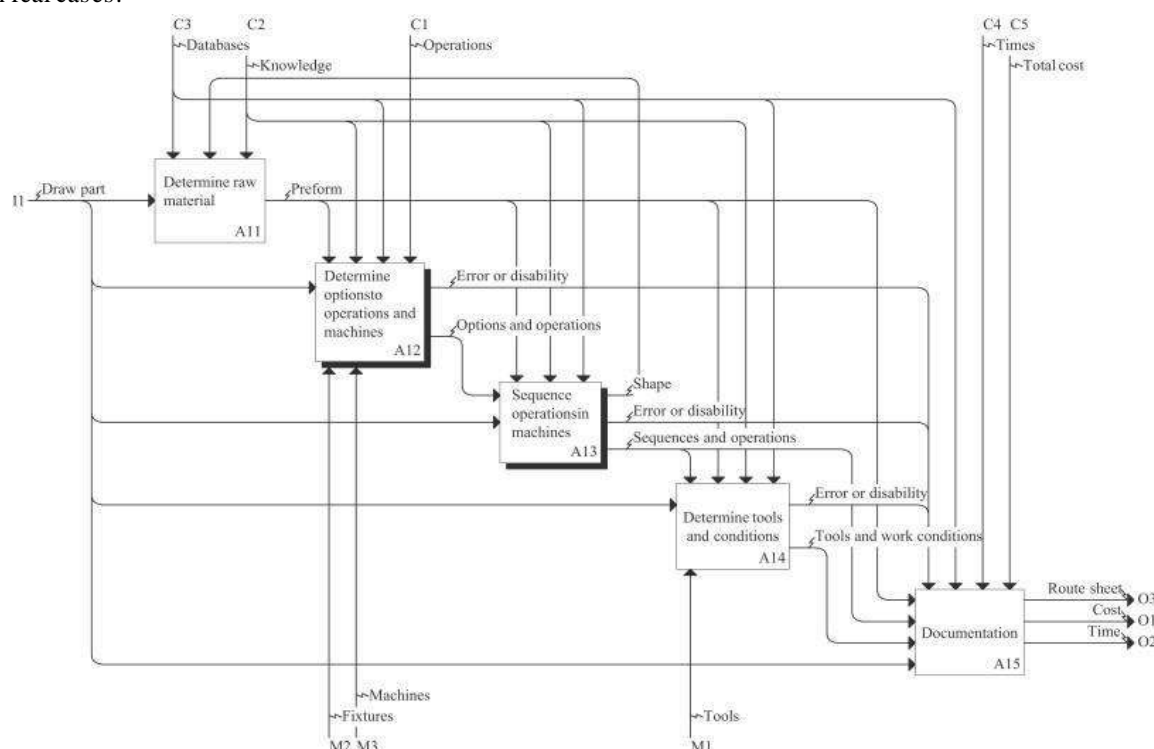 C3 C2 C1 C4 C5
Databases
Operations
Times
Knowledge
Total cost
Determine raw
material
A11
I1
Draw part
Preform
Determine
optionsto
operations and
machines
A12
Error or disability
Options and operations
Sequence
operationsin
machines
A13
Shape
Error or disability
Sequences and operations
Determine tools
and conditions
A14
Error or disability
Tools and work conditions
Documentation
A15
Route sheet O3
Cost O1
Time O2
Machines
Fixtures
Tools
M2 M3 M1